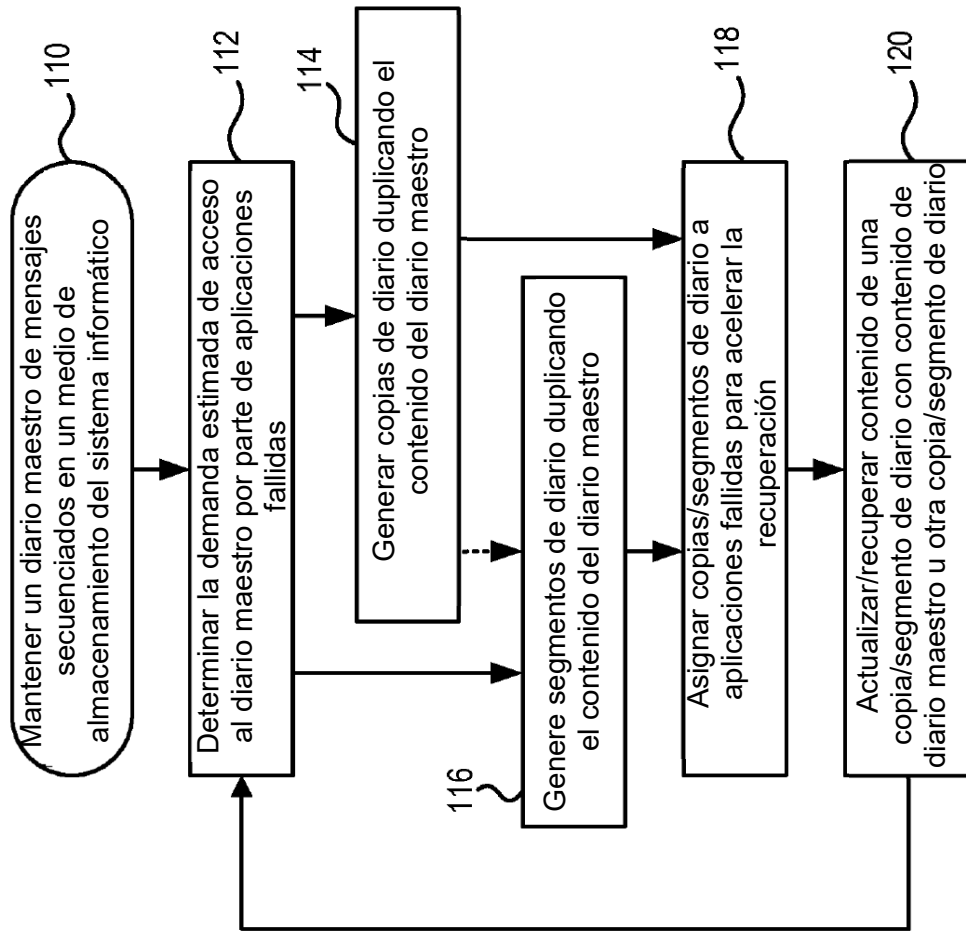 Mantener un diario maestro de mensajes
secuenciados en un medio de
almacenamiento del sistema informático
110
Determinar la demanda estimada de acceso
al diario maestro por parte de aplicaciones
fallidas
112
Generar copias de diario duplicando el
contenido del diario maestro
114
Genere segmentos de diario duplicando
el contenido del diario maestro
116
Asignar copias/segmentos de diario a
aplicaciones fallidas para acelerar la
recuperación
118
Actualizar/recuperar contenido de una
copia/segmento de diario con contenido de
diario maestro u otra copia/segmento de diario
120